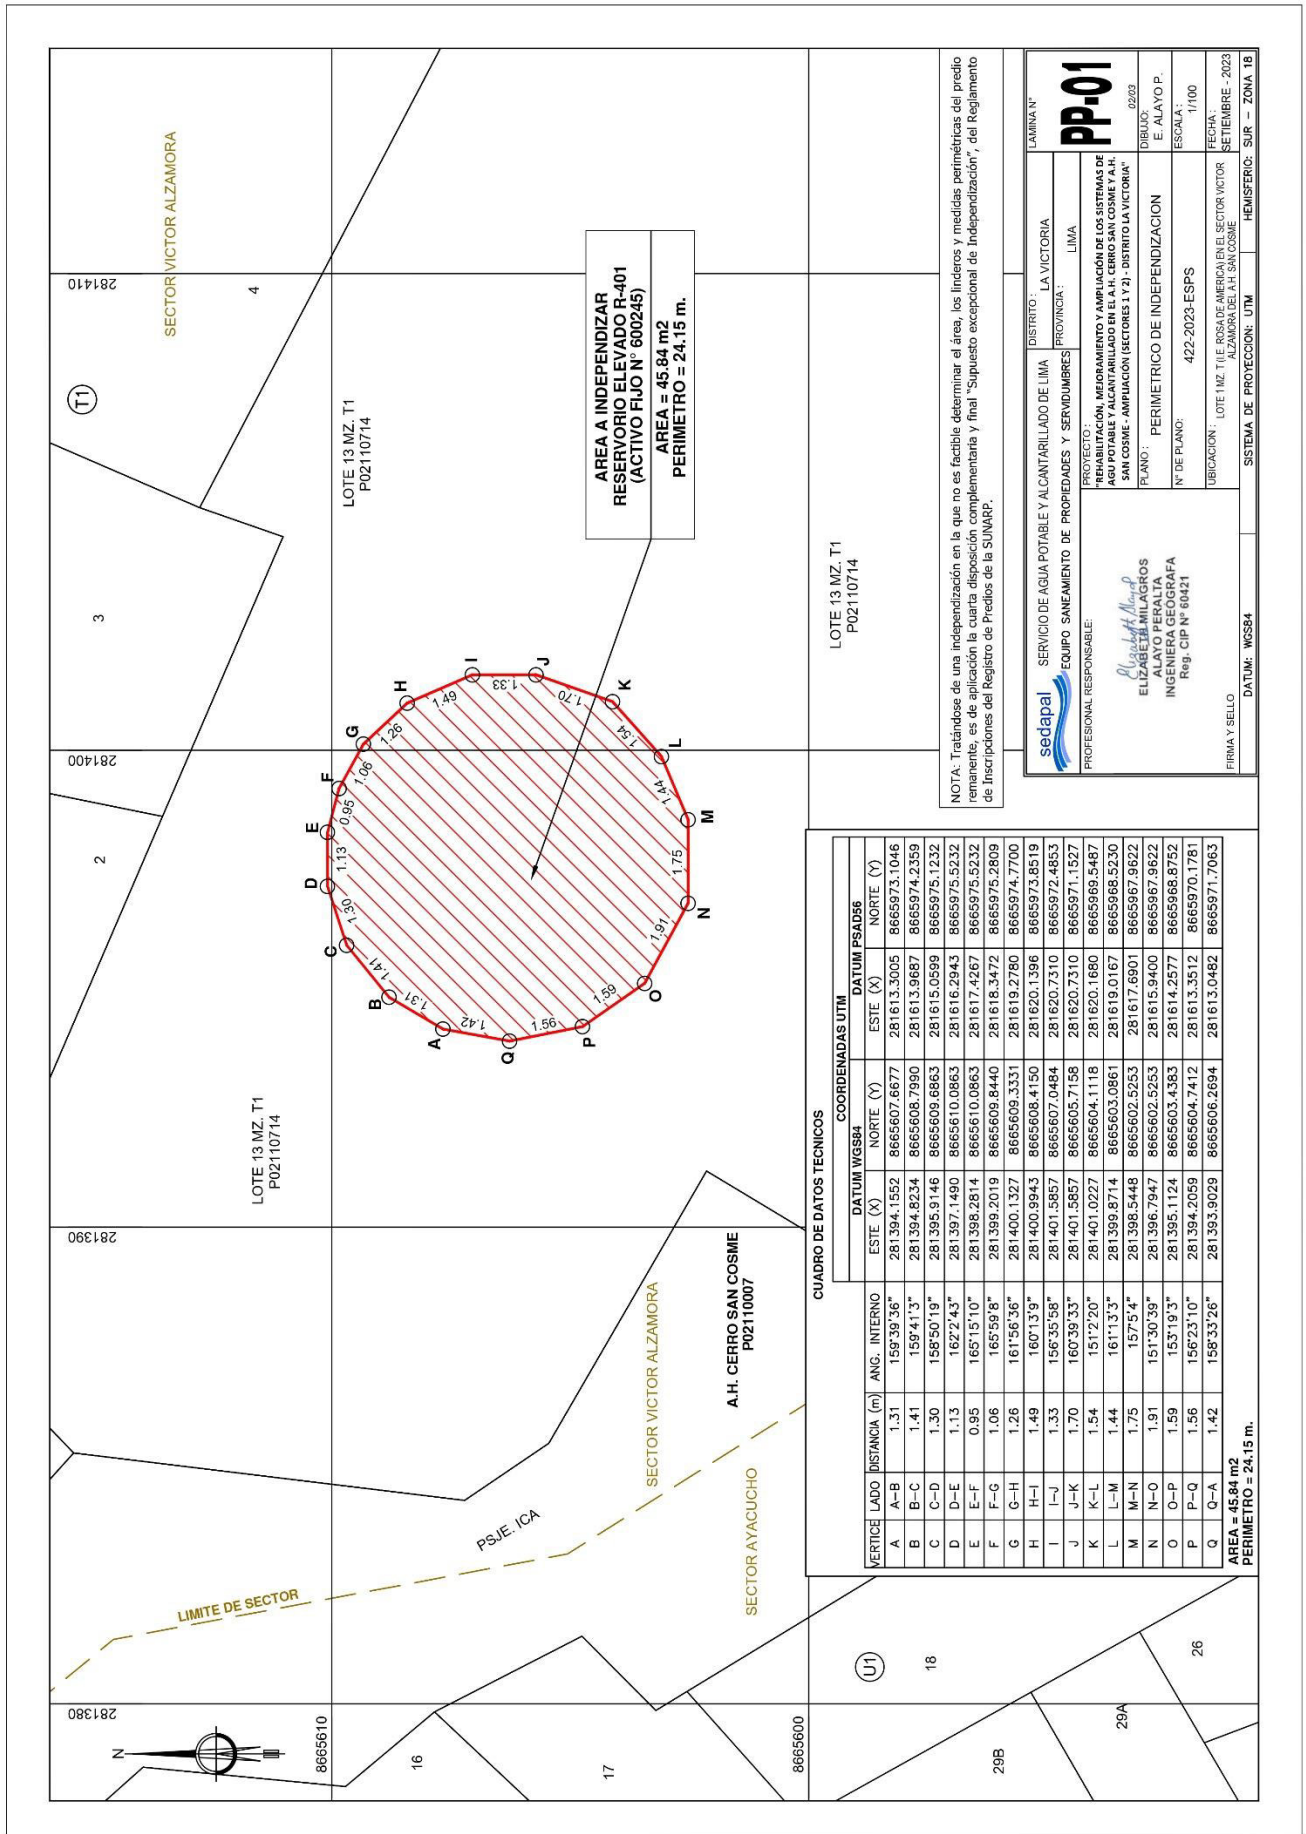 N
281380
281390
281400
281410
8665610
8665600
SECTOR VICTOR ALZAMORA
T1
2
3
4
LOTE 13 MZ. T1
P02110714
LOTE 13 MZ. T1
P02110714
LOTE 13 MZ. T1
P02110714
LIMITE DE SECTOR
PSJE. ICA
SECTOR VICTOR ALZAMORA
SECTOR AYACUCHO
A.H. CERRO SAN COSME
P02110007
16
17
U1
18
29B
29A
26
A
B
C
D
E
F
G
H
I
J
K
L
M
N
O
P
Q
1.31
1.41
1.30
1.13
0.95
1.06
1.26
1.49
1.33
1.70
1.54
1.44
1.75
1.91
1.59
1.56
1.42
AREA A INDEPENDIZAR
RESERVORIO ELEVADO R-401
(ACTIVO FIJO N° 600245)
AREA = 45.84 m2
PERIMETRO = 24.15 m.
CUADRO DE DATOS TECNICOS
COORDENADAS UTM
DATUM WGS84 DATUM PSAD56
VERTICE LADO DISTANCIA (m) ANG. INTERNO ESTE (X) NORTE (Y) ESTE (X) NORTE (Y)
A A-B 1.31 159°39'36" 281394.1552 8665607.6677 281613.3005 8665973.1046
B B-C 1.41 159°41'3" 281394.8234 8665608.7990 281613.9687 8665974.2359
C C-D 1.30 158°50'19" 281395.9146 8665609.6863 281615.0599 8665975.1232
D D-E 1.13 162°2'43" 281397.1490 8665610.0863 281616.2943 8665975.5232
E E-F 0.95 165°15'10" 281398.2814 8665610.0863 281617.4267 8665975.5232
F F-G 1.06 165°59'8" 281399.2019 8665609.8440 281618.3472 8665975.2809
G G-H 1.26 161°56'36" 281400.1327 8665609.3331 281619.2780 8665974.7700
H H-I 1.49 160°13'9" 281400.9943 8665608.4150 281620.1396 8665973.8519
I I-J 1.33 156°35'58" 281401.5857 8665607.0484 281620.7310 8665972.4853
J J-K 1.70 160°39'33" 281401.5857 8665605.7158 281620.7310 8665971.1527
K K-L 1.54 151°2'20" 281401.0227 8665604.1118 281620.1680 8665969.5487
L L-M 1.44 161°13'3" 281399.8714 8665603.0861 281619.0167 8665968.5230
M M-N 1.75 157°5'4" 281398.5448 8665602.5253 281617.6901 8665967.9622
N N-O 1.91 151°30'39" 281396.7947 8665602.5253 281615.9400 8665967.9622
O O-P 1.59 153°19'3" 281395.1124 8665603.4383 281614.2577 8665968.8752
P P-Q 1.56 156°23'10" 281394.2059 8665604.7412 281613.3512 8665970.1781
Q Q-A 1.42 158°33'26" 281393.9029 8665606.2694 281613.0482 8665971.7063
AREA = 45.84 m2
PERIMETRO = 24.15 m.
NOTA: Tratándose de una independización en la que no es factible determinar el área, los linderos y medidas perimétricas del predio
remanente, es de aplicación la cuarta disposición complementaria y final "Supuesto excepcional de Independización", del Reglamento
de Inscripciones del Registro de Predios de la SUNARP.
sedapal
SERVICIO DE AGUA POTABLE Y ALCANTARILLADO DE LIMA
EQUIPO SANEAMIENTO DE PROPIEDADES Y SERVIDUMBRES
DISTRITO :
LA VICTORIA
PROVINCIA :
LIMA
LAMINA N°
PP-01
02/03
PROFESIONAL RESPONSABLE:
ELIZABETH MILAGROS
ALAYO PERALTA
INGENIERA GEÓGRAFA
Reg. CIP N° 60421
FIRMA Y SELLO
PROYECTO :
"REHABILITACIÓN, MEJORAMIENTO Y AMPLIACIÓN DE LOS SISTEMAS DE
AGU POTABLE Y ALCANTARILLADO EN EL A.H. CERRO SAN COSME Y A.H.
SAN COSME - AMPLIACIÓN (SECTORES 1 Y 2) - DISTRITO LA VICTORIA"
PLANO :
PERIMETRICO DE INDEPENDIZACION
DIBUJO:
E. ALAYO P.
N° DE PLANO:
422-2023-ESPS
ESCALA :
1/100
UBICACION : LOTE 1 MZ. T (I.E. ROSA DE AMERICA) EN EL SECTOR VICTOR
ALZAMORA DEL A.H. SAN COSME
FECHA :
SETIEMBRE - 2023
DATUM: WGS84 SISTEMA DE PROYECCION: UTM HEMISFERIO: SUR - ZONA 18